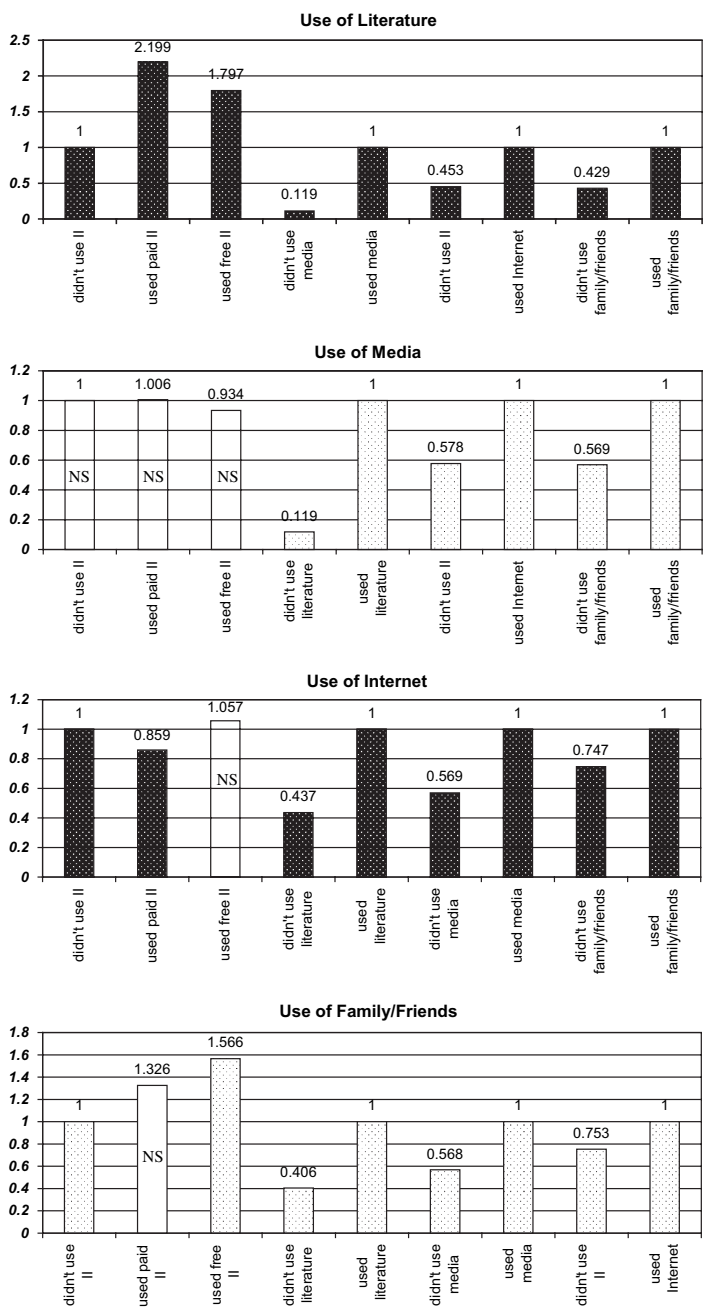 Use of Literature
2.5
2
1.5
1
0.5
0
1
2.199
1.797
0.119
1
0.453
1
0.429
1
didn't use II
used paid II
used free II
didn't use
media
used media
didn't use II
used Internet
didn't use
family/friends
used
family/friends
Use of Media
1.2
1
0.8
0.6
0.4
0.2
0
1
1.006
0.934
0.119
1
0.578
1
0.569
1
NS
NS
NS
didn't use II
used paid II
used free II
didn't use
literature
used
literature
didn't use II
used Internet
didn't use
family/friends
used
family/friends
Use of Internet
1.2
1
0.8
0.6
0.4
0.2
0
1
0.859
1.057
0.437
1
0.569
1
0.747
1
NS
didn't use II
used paid II
used free II
didn't use
literature
used
literature
didn't use
media
used media
didn't use
family/friends
used
family/friends
Use of Family/Friends
1.8
1.6
1.4
1.2
1
0.8
0.6
0.4
0.2
0
1
1.326
1.566
0.406
1
0.568
1
0.753
1
NS
didn't use
II
used paid
II
used free
II
didn't use
literature
used
literature
didn't use
media
used
media
didn't use
II
used
Internet